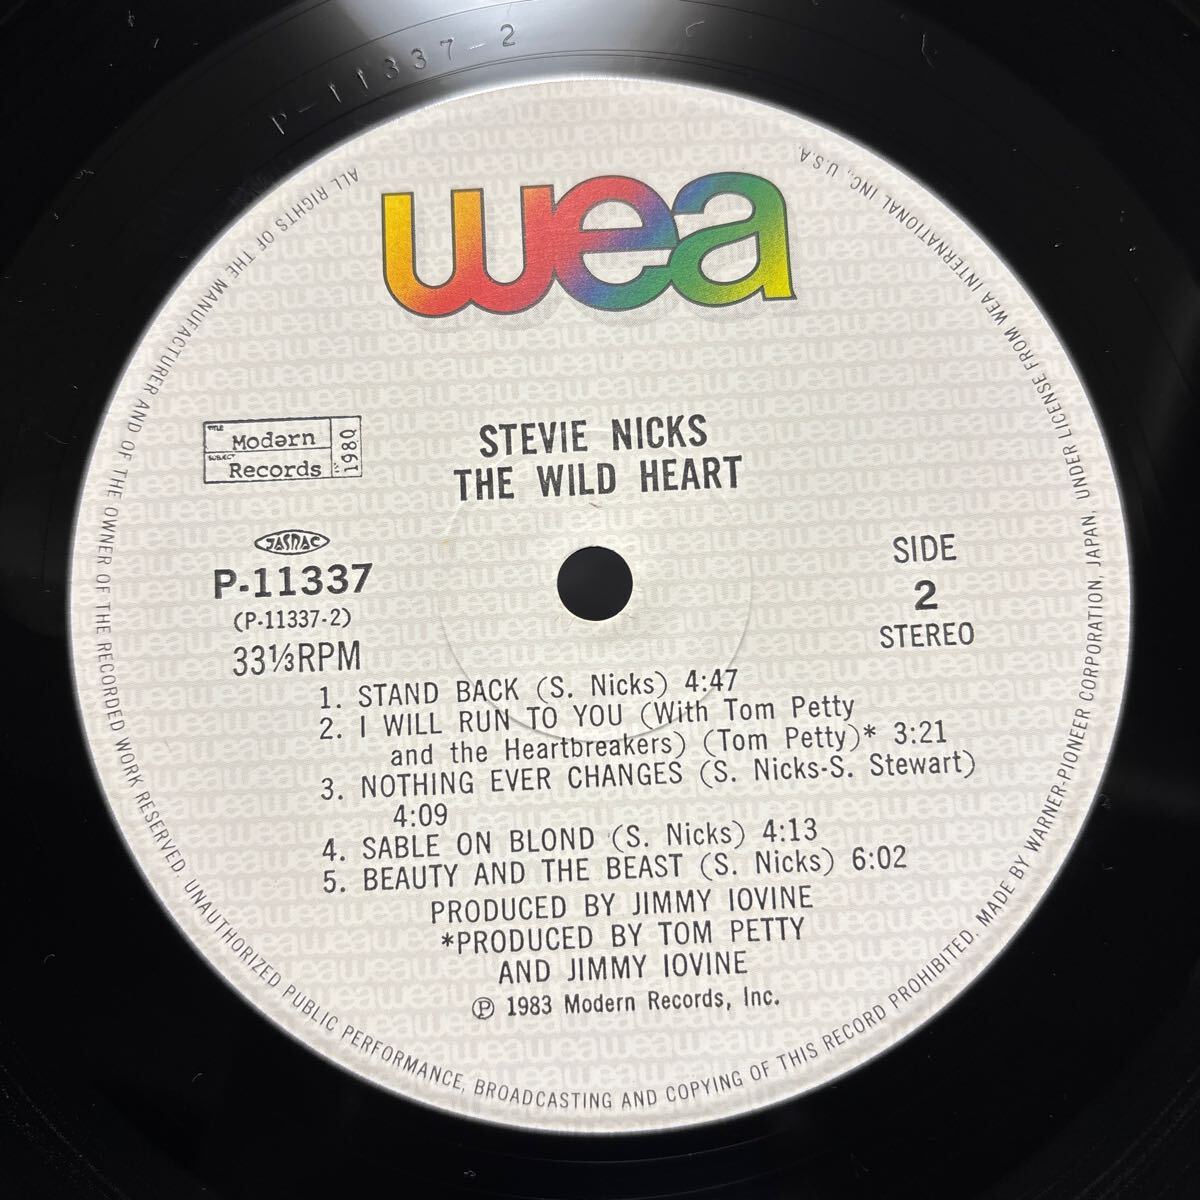 P-11337-2
wea
TITLE
Modern
SUBJECT
Records
1980
STEVIE NICKS
THE WILD HEART
JASRAC
P-11337
(P-11337-2)
33⅓RPM
SIDE
2
STEREO
1. STAND BACK (S. Nicks) 4:47
2. I WILL RUN TO YOU (With Tom Petty
and the Heartbreakers) (Tom Petty)* 3:21
3. NOTHING EVER CHANGES (S. Nicks-S. Stewart)
4:09
4. SABLE ON BLOND (S. Nicks) 4:13
5. BEAUTY AND THE BEAST (S. Nicks) 6:02
PRODUCED BY JIMMY IOVINE
*PRODUCED BY TOM PETTY
AND JIMMY IOVINE
Ⓟ 1983 Modern Records, Inc.
ALL RIGHTS OF THE MANUFACTURER AND OF THE OWNER OF THE RECORDED WORK RESERVED. UNAUTHORIZED PUBLIC PERFORMANCE, BROADCASTING AND COPYING OF THIS RECORD PROHIBITED. MADE BY WARNER-PIONEER CORPORATION, JAPAN, UNDER LICENSE FROM WEA INTERNATIONAL INC., U.S.A.